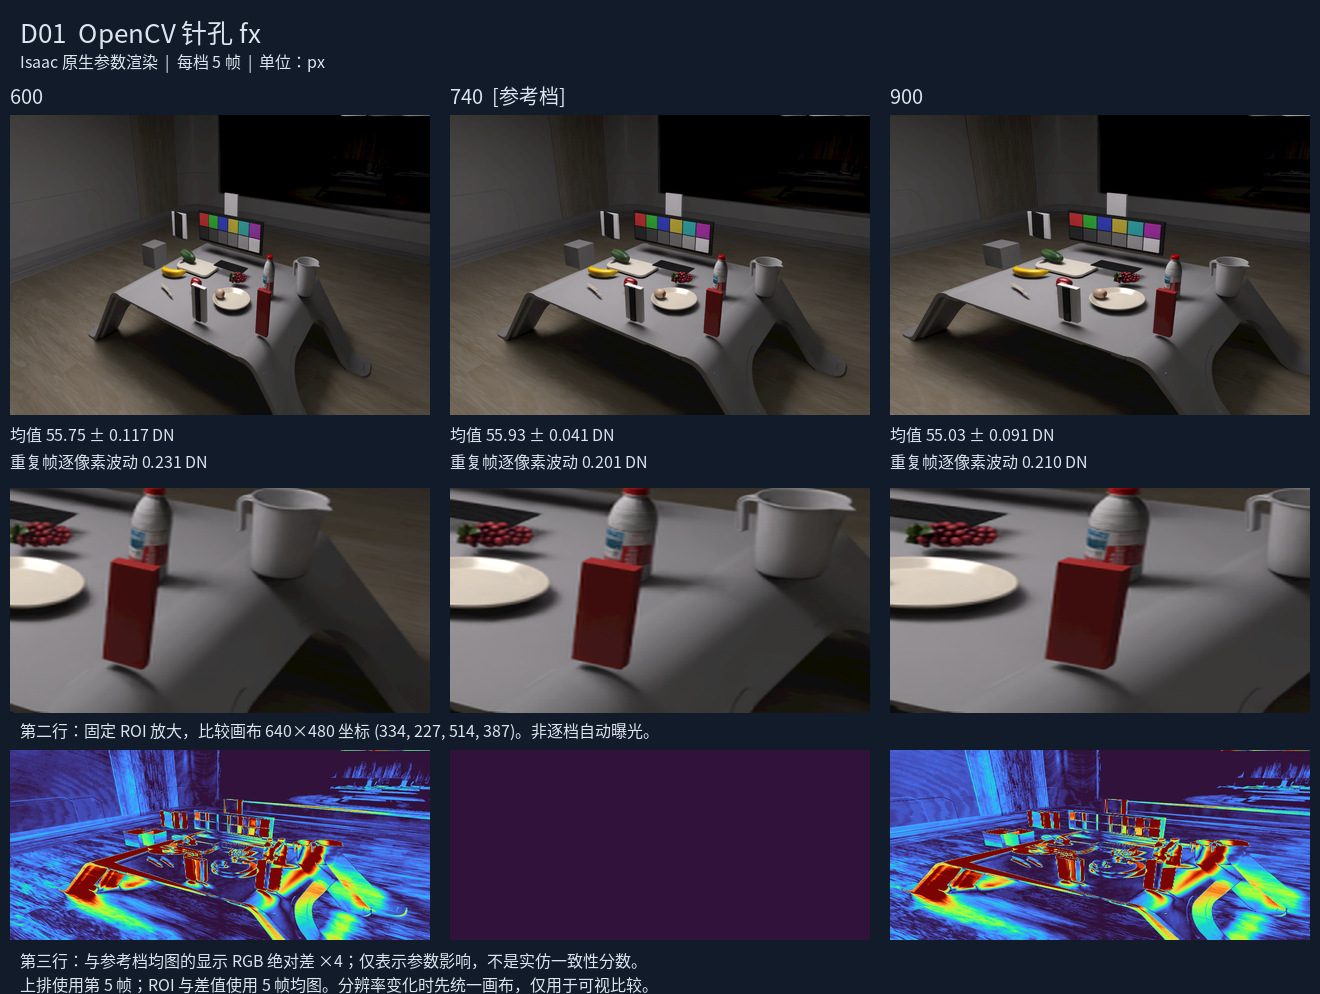 D01 OpenCV 针孔 fx
Isaac 原生参数渲染 | 每档 5 帧 | 单位：px
600
740 [参考档]
900
均值 55.75 ± 0.117 DN
重复帧逐像素波动 0.231 DN
均值 55.93 ± 0.041 DN
重复帧逐像素波动 0.201 DN
均值 55.03 ± 0.091 DN
重复帧逐像素波动 0.210 DN
第二行：固定 ROI 放大，比较画布 640×480 坐标 (334, 227, 514, 387)。非逐档自动曝光。
第三行：与参考档均图的显示 RGB 绝对差 ×4；仅表示参数影响，不是实仿一致性分数。
上排使用第 5 帧；ROI 与差值使用 5 帧均图。分辨率变化时先统一画布，仅用于可视比较。